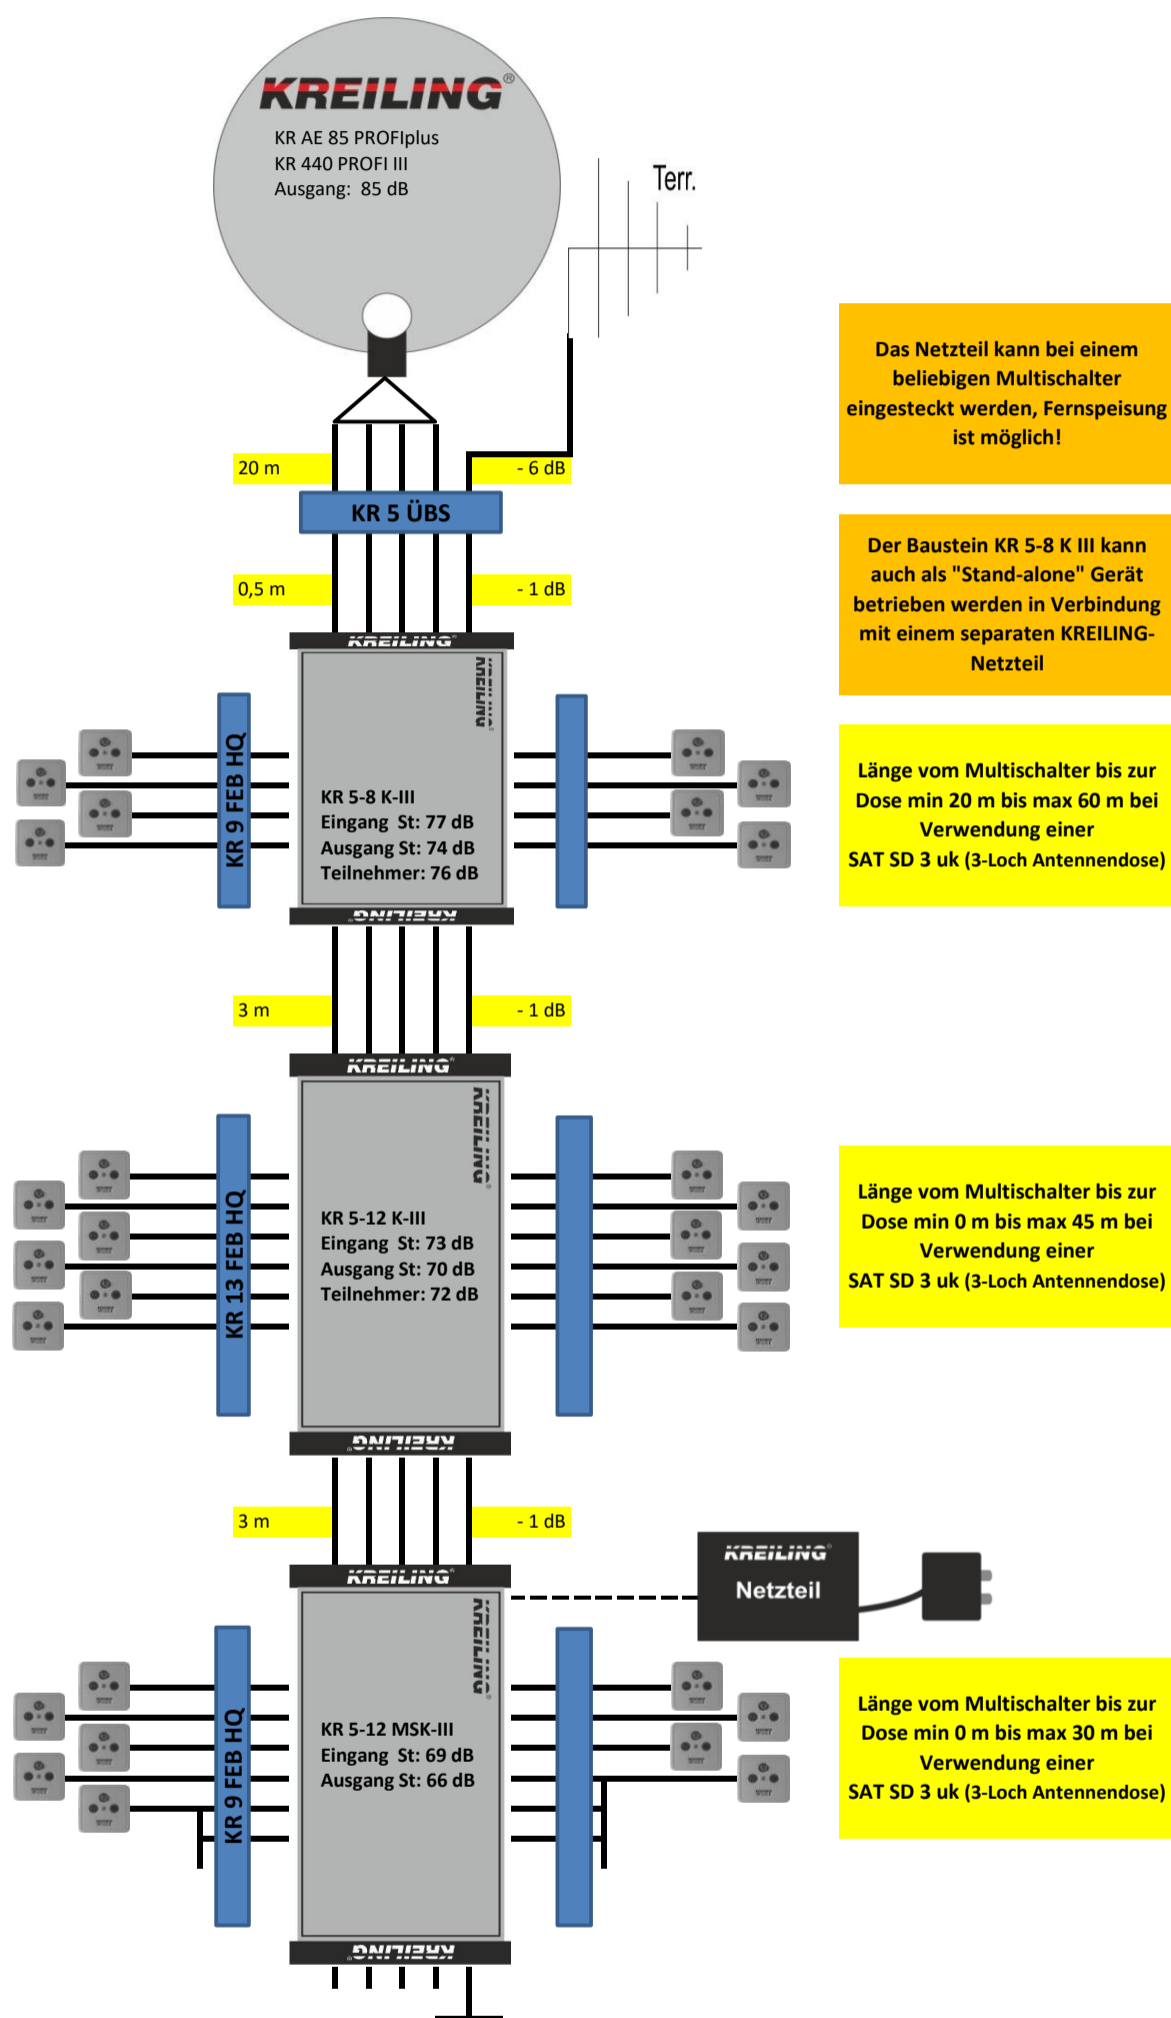 KREILING®
KR AE 85 PROFIplus
KR 440 PROFI III
Ausgang: 85 dB
Terr.
Das Netzteil kann bei einem
beliebigen Multischalter
eingesteckt werden, Fernspeisung
ist möglich!
20 m
- 6 dB
KR 5 ÜBS
Der Baustein KR 5-8 K III kann
auch als "Stand-alone" Gerät
betrieben werden in Verbindung
mit einem separaten KREILING-
Netzteil
0,5 m
- 1 dB
KREILING®
KREILING®
KR 9 FEB HQ
KR 5-8 K-III
Eingang St: 77 dB
Ausgang St: 74 dB
Teilnehmer: 76 dB
KREILING®
Länge vom Multischalter bis zur
Dose min 20 m bis max 60 m bei
Verwendung einer
SAT SD 3 uk (3-Loch Antennendose)
3 m
- 1 dB
KREILING®
KREILING®
KR 13 FEB HQ
KR 5-12 K-III
Eingang St: 73 dB
Ausgang St: 70 dB
Teilnehmer: 72 dB
KREILING®
Länge vom Multischalter bis zur
Dose min 0 m bis max 45 m bei
Verwendung einer
SAT SD 3 uk (3-Loch Antennendose)
3 m
- 1 dB
KREILING®
Netzteil
KREILING®
KREILING®
KR 9 FEB HQ
KR 5-12 MSK-III
Eingang St: 69 dB
Ausgang St: 66 dB
KREILING®
Länge vom Multischalter bis zur
Dose min 0 m bis max 30 m bei
Verwendung einer
SAT SD 3 uk (3-Loch Antennendose)